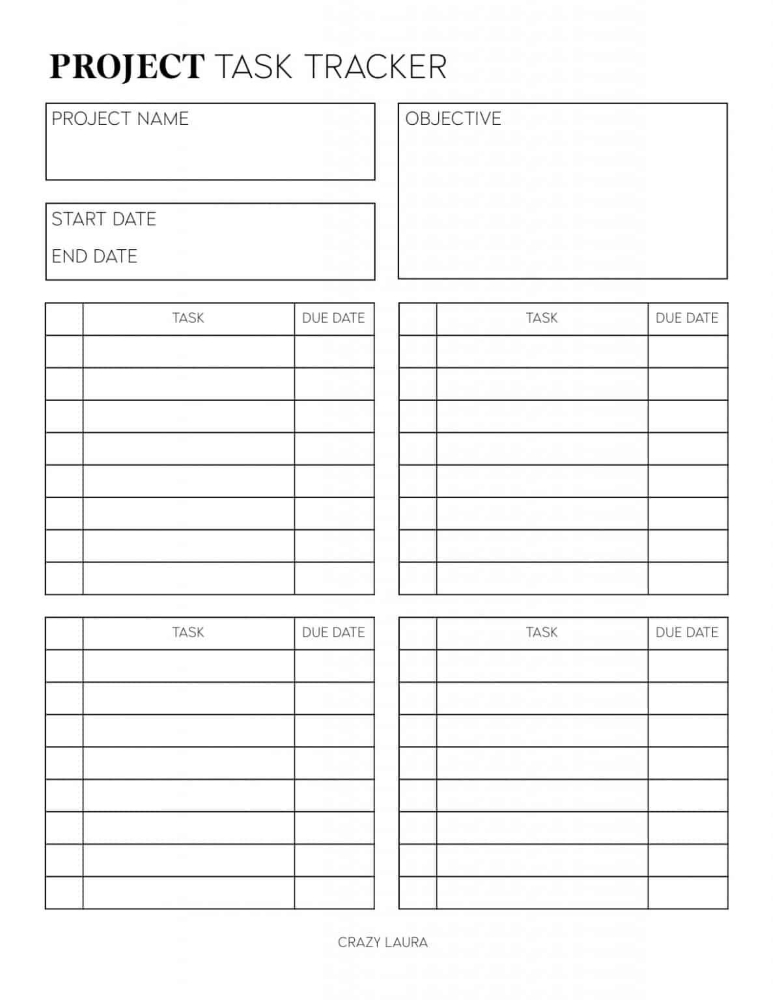 PROJECT TASK TRACKER
PROJECT NAME
OBJECTIVE
START DATE
END DATE
TASK DUE DATE
TASK DUE DATE
TASK DUE DATE
TASK DUE DATE
CRAZY LAURA